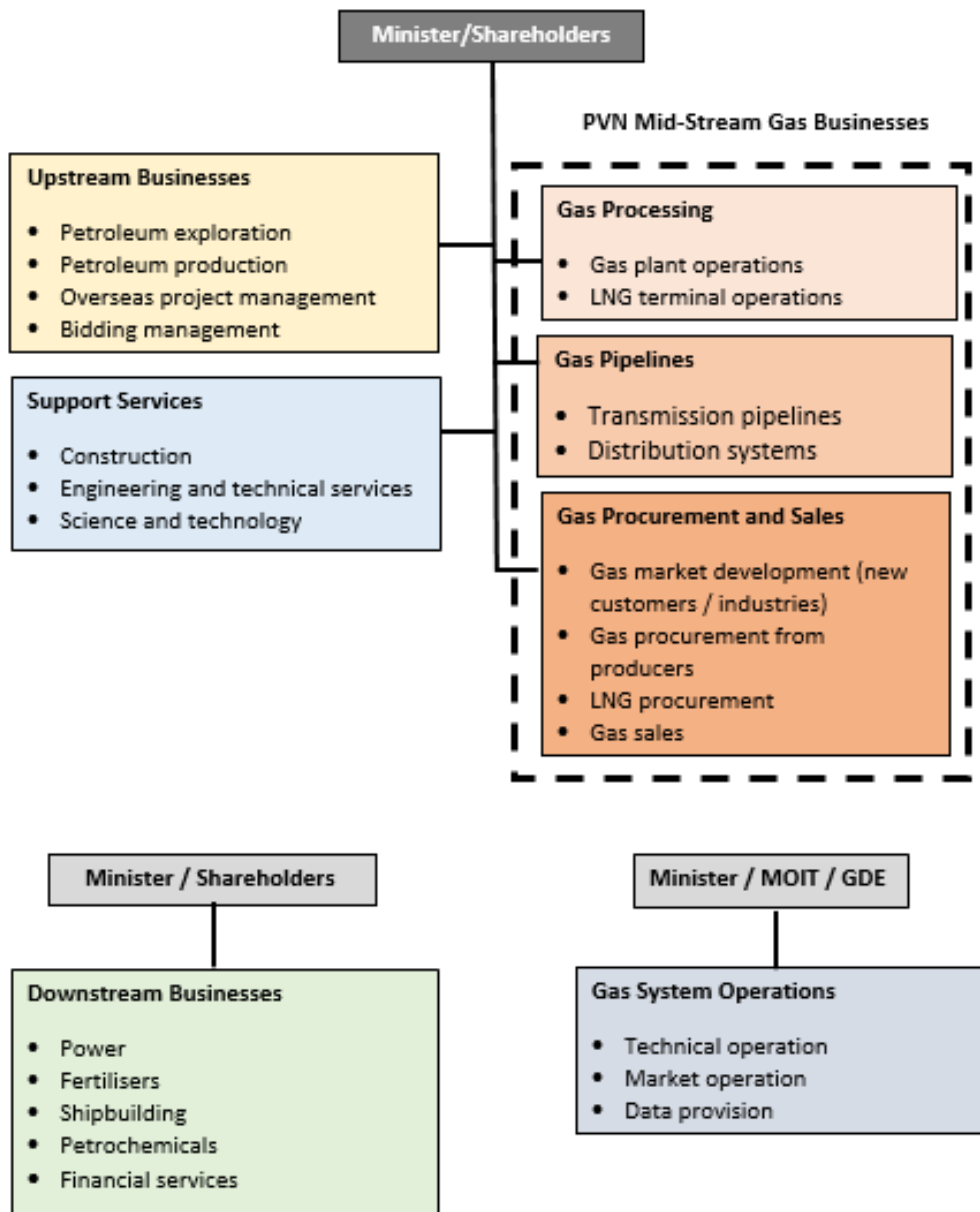 Minister/Shareholders
PVN Mid-Stream Gas Businesses
Upstream Businesses
• Petroleum exploration
• Petroleum production
• Overseas project management
• Bidding management
Support Services
• Construction
• Engineering and technical services
• Science and technology
Gas Processing
• Gas plant operations
• LNG terminal operations
Gas Pipelines
• Transmission pipelines
• Distribution systems
Gas Procurement and Sales
• Gas market development (new
customers / industries)
• Gas procurement from
producers
• LNG procurement
• Gas sales
Minister / Shareholders
Downstream Businesses
• Power
• Fertilisers
• Shipbuilding
• Petrochemicals
• Financial services
Minister / MOIT / GDE
Gas System Operations
• Technical operation
• Market operation
• Data provision